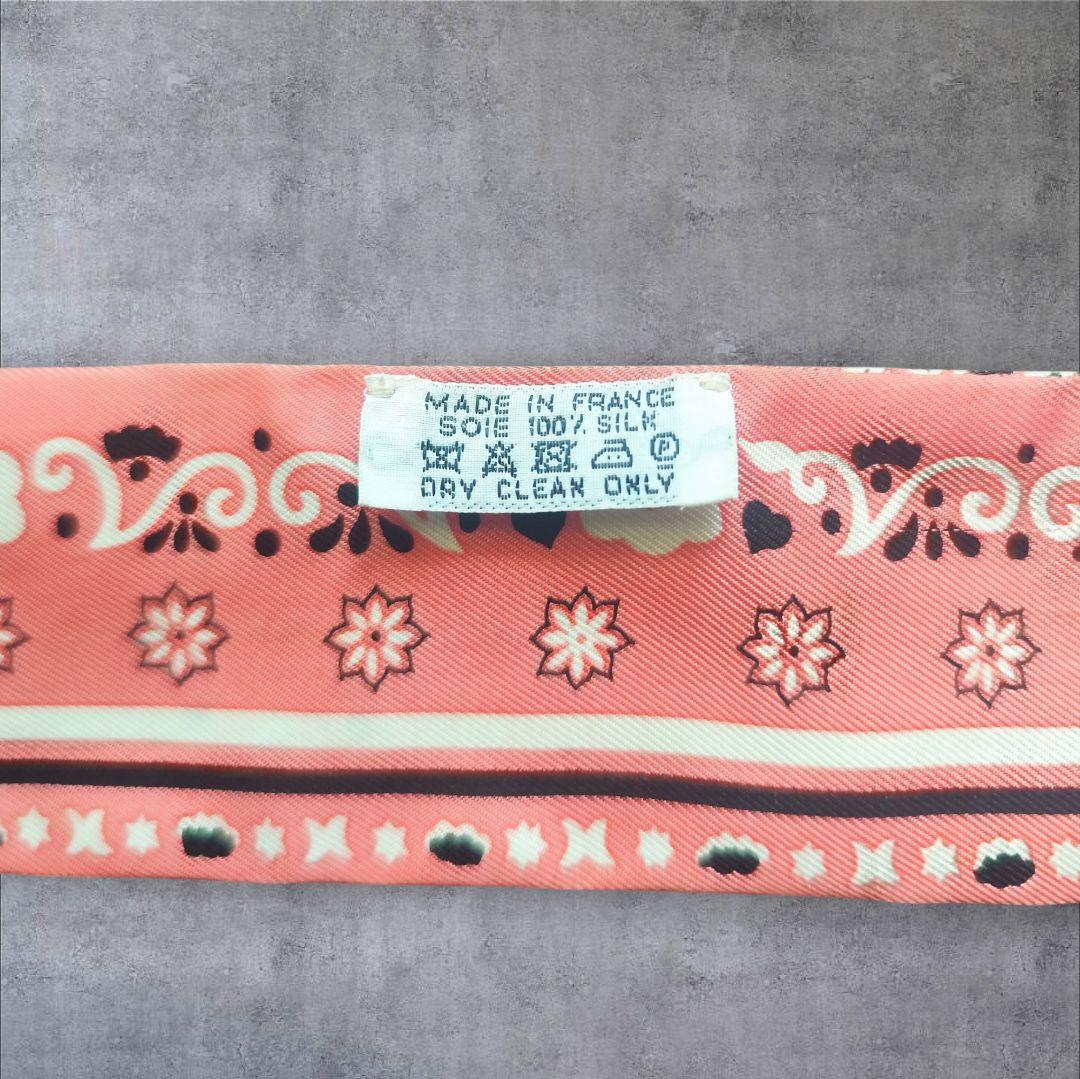 MADE IN FRANCE
SOIE 100% SILK
P
DRY CLEAN ONLY